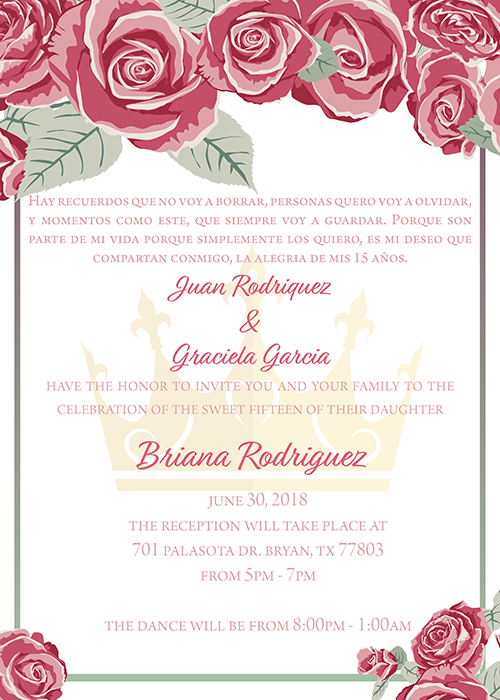 Hay recuerdos que no voy a borrar, personas quero voy a olvidar,
y momentos como este, que siempre voy a guardar. Porque son
parte de mi vida porque simplemente los quiero, es mi deseo que
compartan conmigo, la alegria de mis 15 años.
Juan Rodriquez
&
Graciela Garcia
have the honor to invite you and your family to the
celebration of the sweet fifteen of their daughter
Briana Rodriguez
june 30, 2018
the reception will take place at
701 palasota dr. bryan, tx 77803
from 5pm - 7pm
the dance will be from 8:00pm - 1:00am